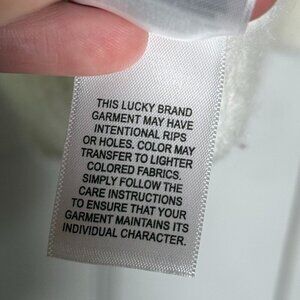 THIS LUCKY BRAND
GARMENT MAY HAVE
INTENTIONAL RIPS
OR HOLES. COLOR MAY
TRANSFER TO LIGHTER
COLORED FABRICS.
SIMPLY FOLLOW THE
CARE INSTRUCTIONS
TO ENSURE THAT YOUR
GARMENT MAINTAINS ITS
INDIVIDUAL CHARACTER.